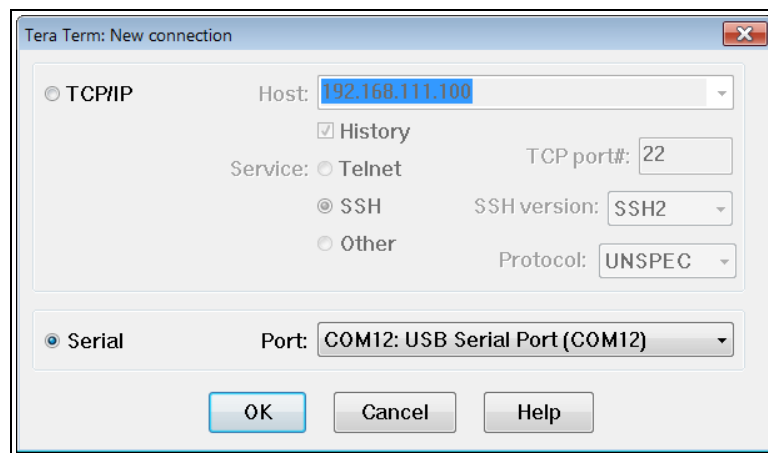 Tera Term: New connection
TCP/IP Host: 192.168.111.100
History
Service: Telnet TCP port#: 22
SSH SSH version: SSH2
Other Protocol: UNSPEC
Serial Port: COM12: USB Serial Port (COM12)
OK Cancel Help